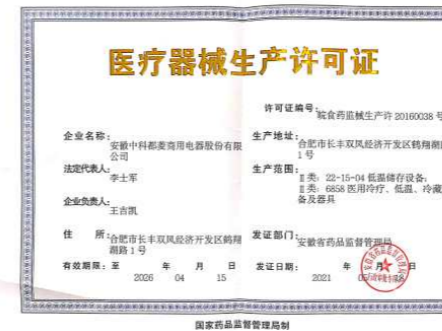 医疗器械生产许可证
许可证编号：皖食药监械生产许 20160038 号
企业名称：安徽中科都菱商用电器股份有限
公司
法定代表人：李士军
企业负责人：王吉凯
住 所：合肥市长丰双凤经济开发区鹤翔
湖路 1 号
有效期限：至 年 月 日
2026 04 15
生产地址：合肥市长丰双凤经济开发区鹤翔湖
1 号
生产范围：
Ⅱ类：22-15-04 低温储存设备；
Ⅱ类：6858 医用冷疗、低温、冷藏
备及器具
发证部门：安徽省药品监督管理局
发证日期： 年 月 日
2021
国家药品监督管理局制